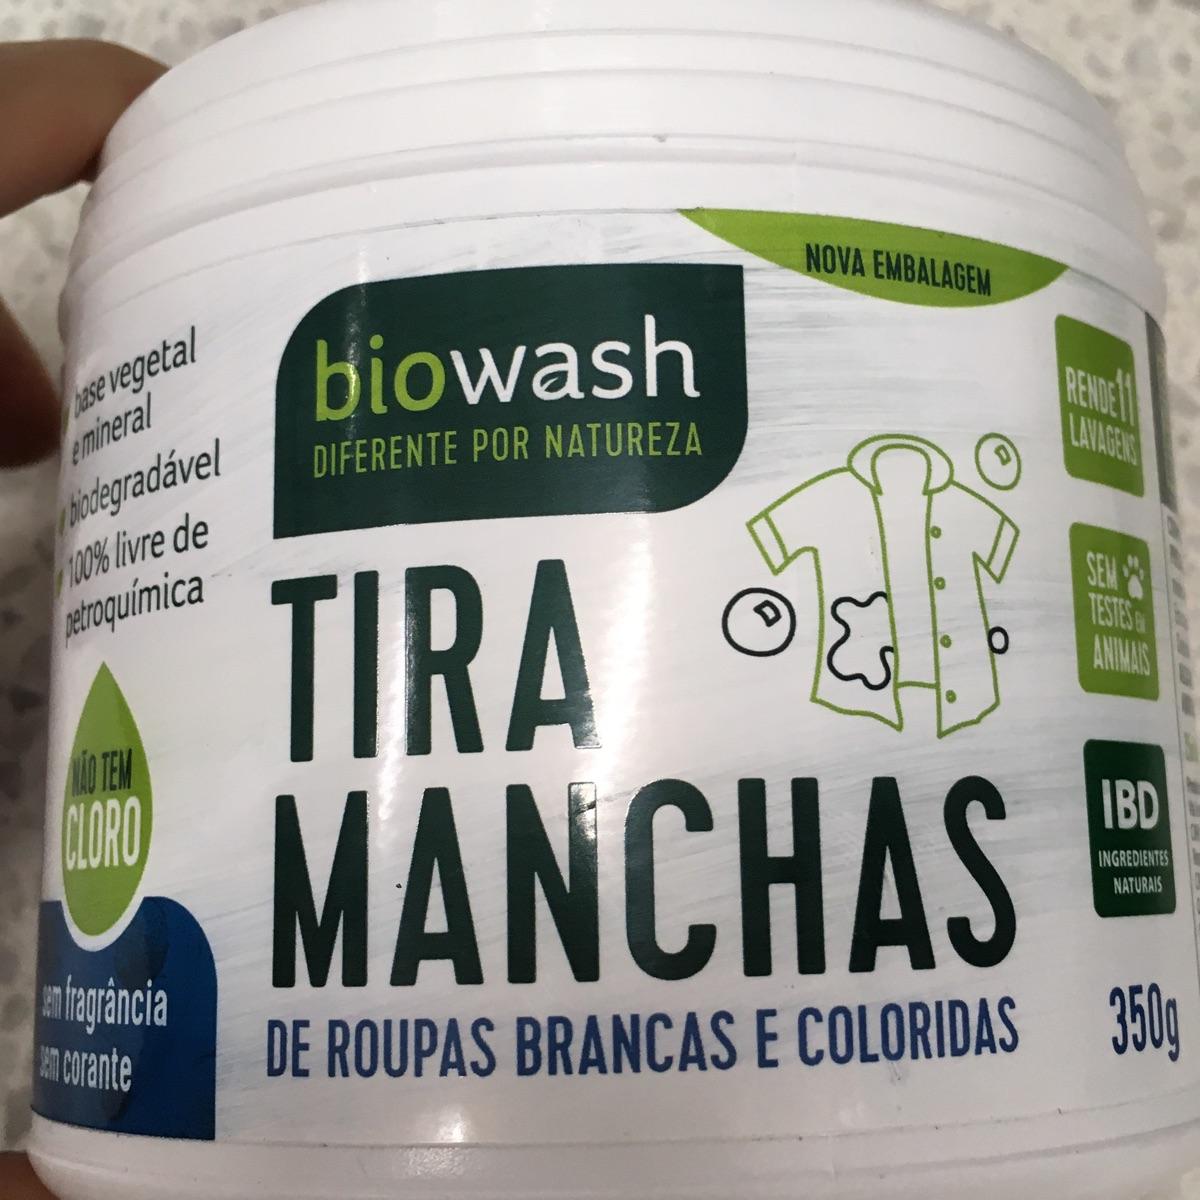 NOVA EMBALAGEM
biowash
DIFERENTE POR NATUREZA
base vegetal
e mineral
biodegradável
100% livre de
petroquímica
NÃO TEM
CLORO
sem fragrância
sem corante
TIRA
MANCHAS
DE ROUPAS BRANCAS E COLORIDAS
RENDE 11
LAVAGENS
SEM
TESTES EM
ANIMAIS
IBD
INGREDIENTES
NATURAIS
350g